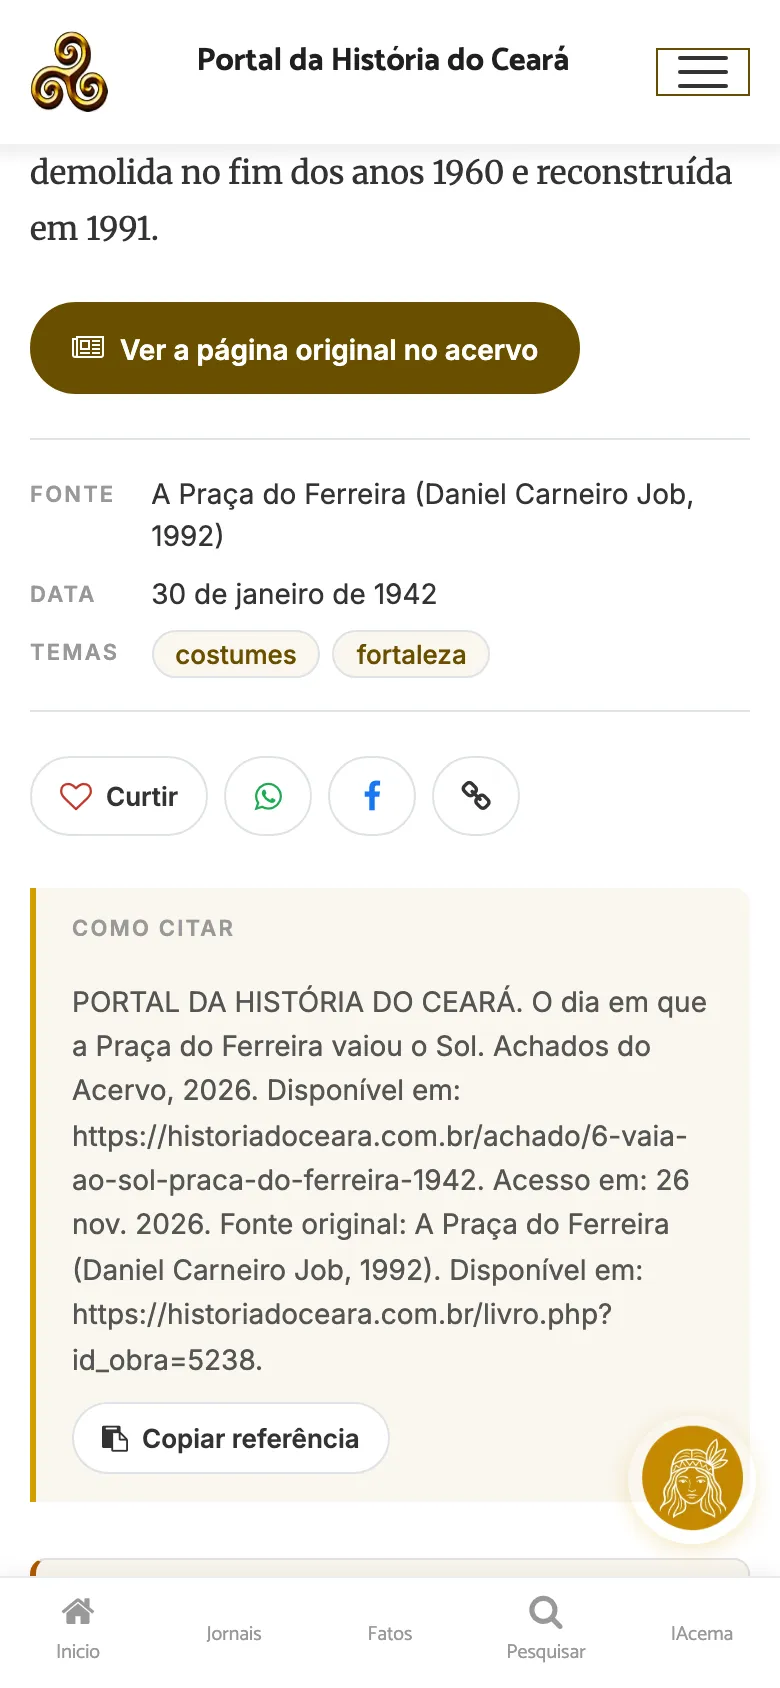 Portal da História do Ceará
demolida no fim dos anos 1960 e reconstruída
em 1991.
Ver a página original no acervo
FONTE A Praça do Ferreira (Daniel Carneiro Job,
1992)
DATA 30 de janeiro de 1942
TEMAS costumes fortaleza
Curtir
COMO CITAR
PORTAL DA HISTÓRIA DO CEARÁ. O dia em que
a Praça do Ferreira vaiou o Sol. Achados do
Acervo, 2026. Disponível em:
https://historiadoceara.com.br/achado/6-vaia-
ao-sol-praca-do-ferreira-1942. Acesso em: 26
nov. 2026. Fonte original: A Praça do Ferreira
(Daniel Carneiro Job, 1992). Disponível em:
https://historiadoceara.com.br/livro.php?
id_obra=5238.
Copiar referência
Inicio Jornais Fatos Pesquisar IAcema